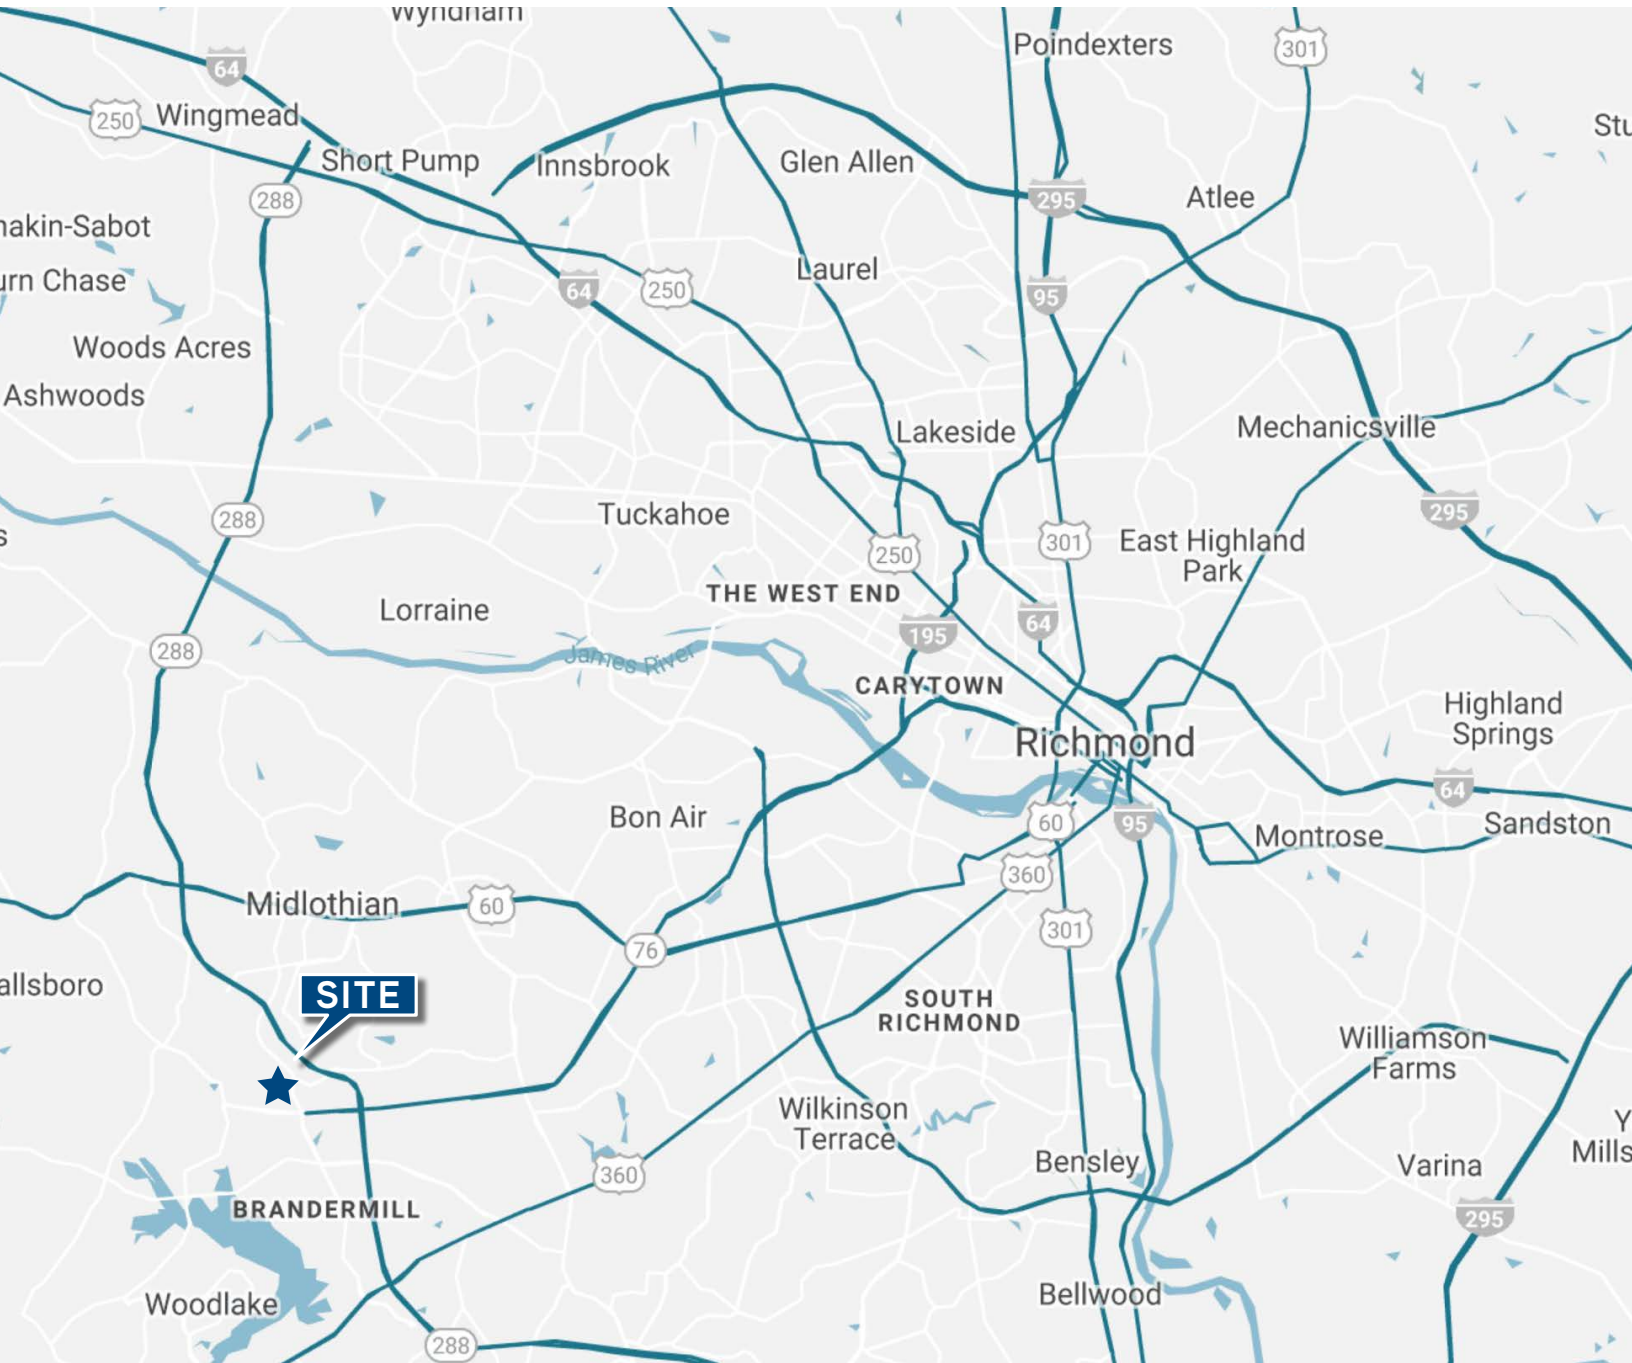 Wyndham
Poindexters
301
64
250
Wingmead
Short Pump
Innsbrook
Glen Allen
288
295
Atlee
Stu
nakin-Sabot
urn Chase
64
250
Laurel
95
Woods Acres
Ashwoods
Lakeside
Mechanicsville
288
Tuckahoe
250
301
East Highland
Park
295
s
THE WEST END
Lorraine
195
64
288
James River
CARYTOWN
Highland
Springs
Richmond
64
Bon Air
60
95
Montrose
Sandston
360
Midlothian
60
76
301
allsboro
SITE
SOUTH
RICHMOND
Williamson
Farms
Wilkinson
Terrace
Y
Mills
360
Bensley
Varina
BRANDERMILL
295
Woodlake
Bellwood
288